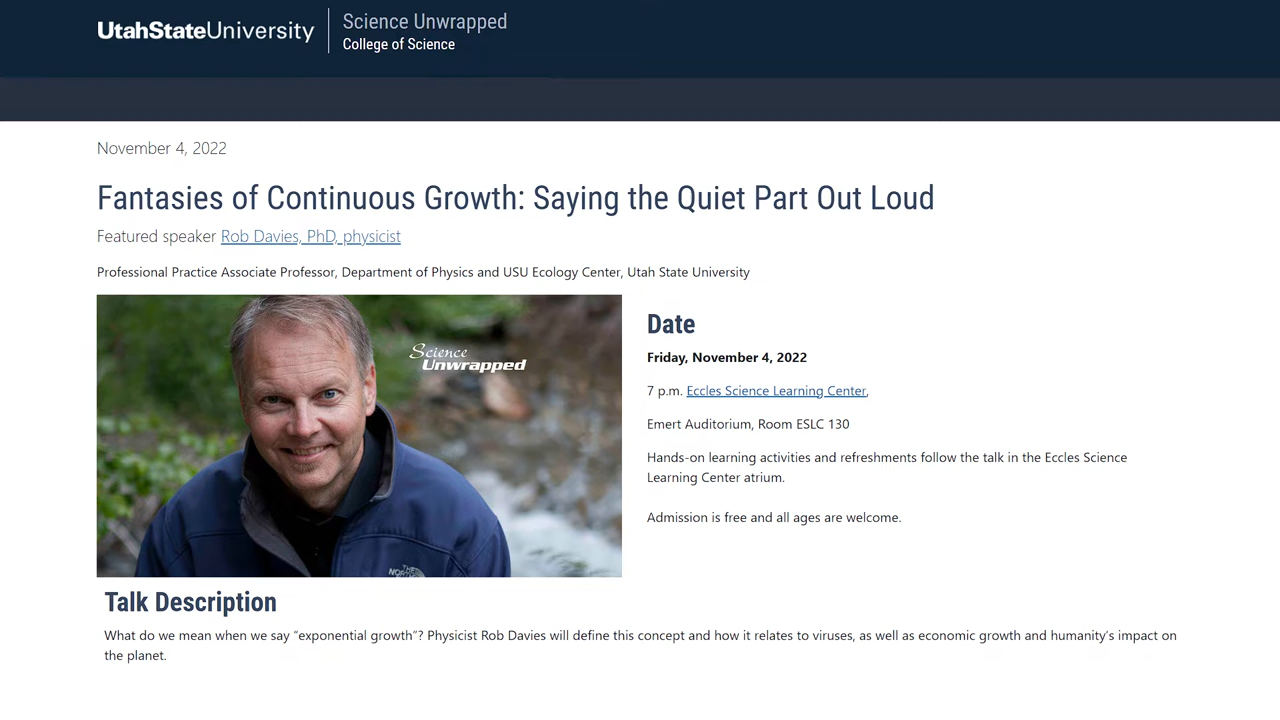 UtahStateUniversity
Science Unwrapped
College of Science
November 4, 2022
Fantasies of Continuous Growth: Saying the Quiet Part Out Loud
Featured speaker Rob Davies, PhD, physicist
Professional Practice Associate Professor, Department of Physics and USU Ecology Center, Utah State University
Science
Unwrapped
THE
NORTH
Date
Friday, November 4, 2022
7 p.m. Eccles Science Learning Center,
Emert Auditorium, Room ESLC 130
Hands-on learning activities and refreshments follow the talk in the Eccles Science
Learning Center atrium.
Admission is free and all ages are welcome.
Talk Description
What do we mean when we say “exponential growth”? Physicist Rob Davies will define this concept and how it relates to viruses, as well as economic growth and humanity’s impact on
the planet.